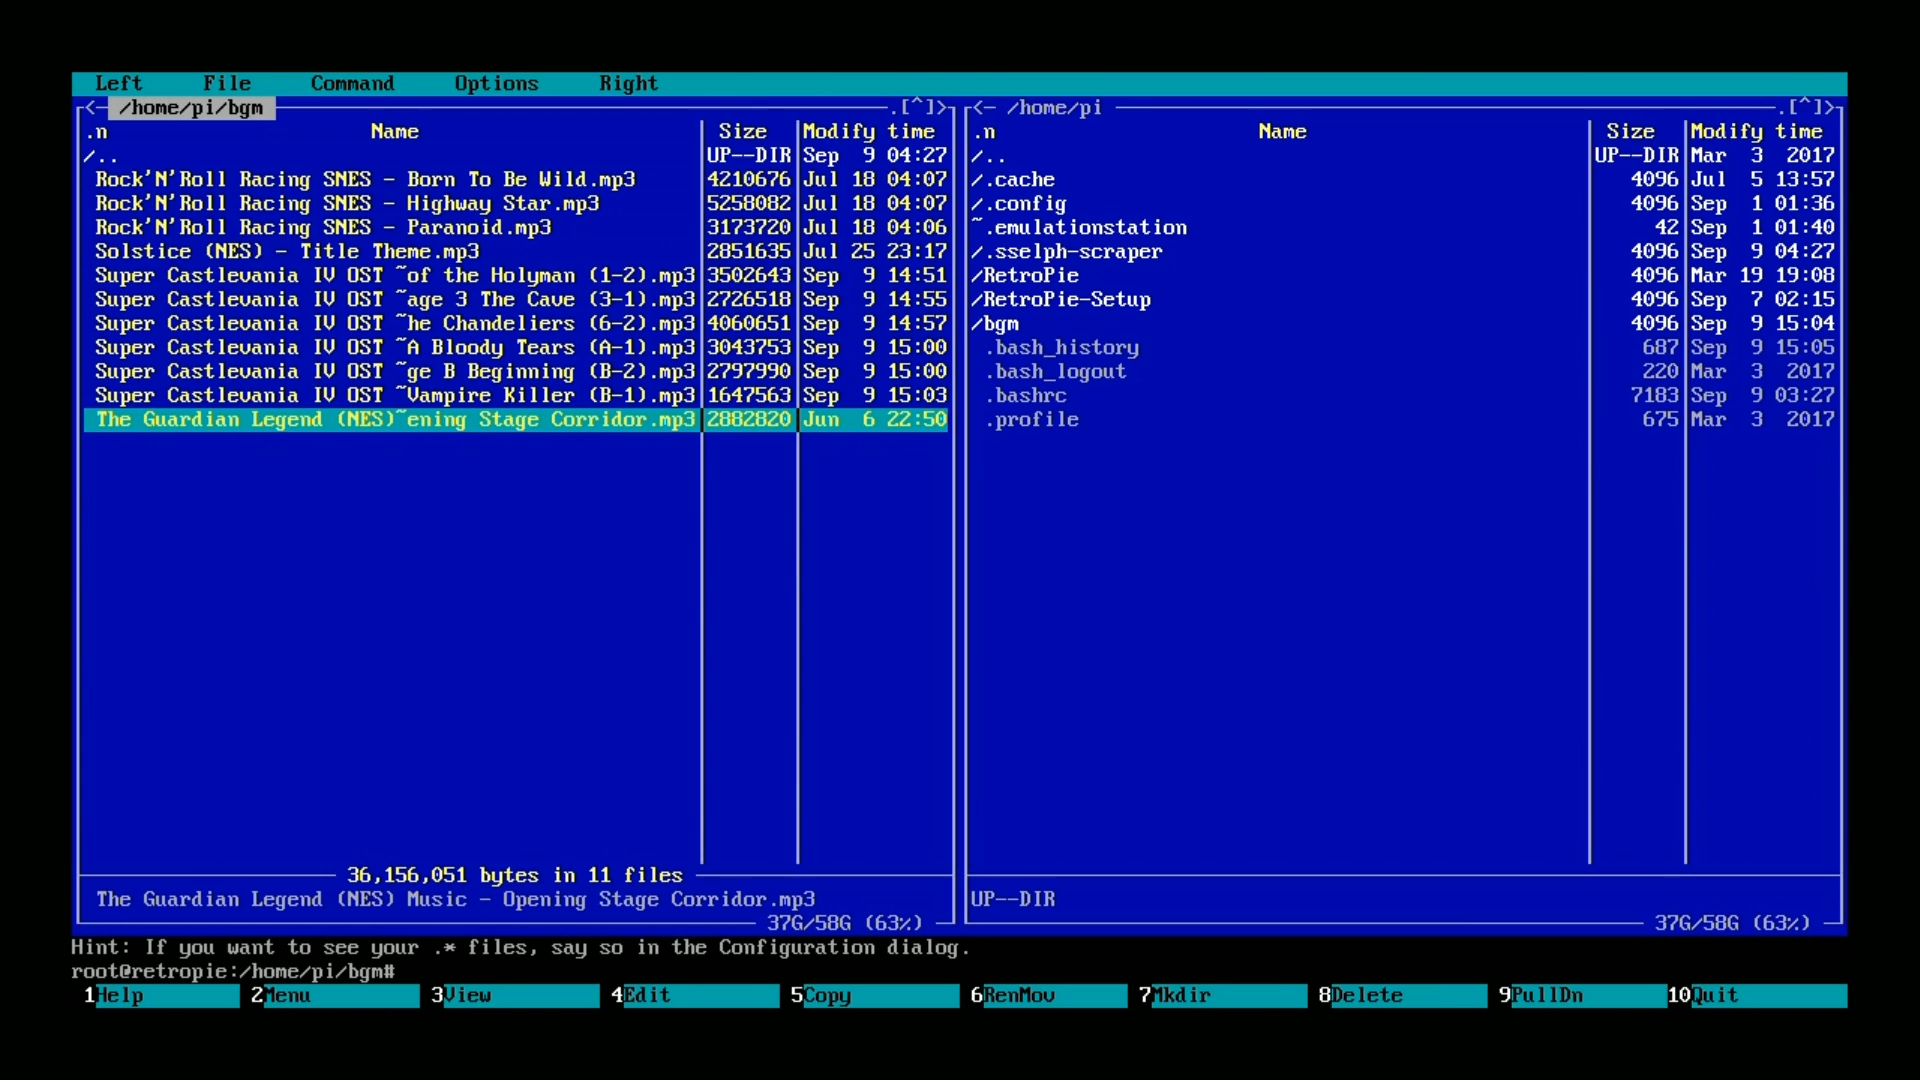 Left File Command Options Right
<- /home/pi/bgm .[^]>
.n Name Size Modify time
/.. UP--DIR Sep 9 04:27
Rock'N'Roll Racing SNES - Born To Be Wild.mp3 4210676 Jul 18 04:07
Rock'N'Roll Racing SNES - Highway Star.mp3 5258082 Jul 18 04:07
Rock'N'Roll Racing SNES - Paranoid.mp3 3173720 Jul 18 04:06
Solstice (NES) - Title Theme.mp3 2851635 Jul 25 23:17
Super Castlevania IV OST ~of the Holyman (1-2).mp3 3502643 Sep 9 14:51
Super Castlevania IV OST ~age 3 The Cave (3-1).mp3 2726518 Sep 9 14:55
Super Castlevania IV OST ~he Chandeliers (6-2).mp3 4060651 Sep 9 14:57
Super Castlevania IV OST ~A Bloody Tears (A-1).mp3 3043753 Sep 9 15:00
Super Castlevania IV OST ~ge B Beginning (B-2).mp3 2797990 Sep 9 15:00
Super Castlevania IV OST ~Vampire Killer (B-1).mp3 1647563 Sep 9 15:03
The Guardian Legend (NES)~ening Stage Corridor.mp3 2882820 Jun 6 22:50
36,156,051 bytes in 11 files
The Guardian Legend (NES) Music - Opening Stage Corridor.mp3
37G/58G (63%)
<- /home/pi .[^]>
.n Name Size Modify time
/.. UP--DIR Mar 3 2017
/.cache 4096 Jul 5 13:57
/.config 4096 Sep 1 01:36
~.emulationstation 42 Sep 1 01:40
/.sselph-scraper 4096 Sep 9 04:27
/RetroPie 4096 Mar 19 19:08
/RetroPie-Setup 4096 Sep 7 02:15
/bgm 4096 Sep 9 15:04
.bash_history 687 Sep 9 15:05
.bash_logout 220 Mar 3 2017
.bashrc 7183 Sep 9 03:27
.profile 675 Mar 3 2017
UP--DIR
37G/58G (63%)
Hint: If you want to see your .* files, say so in the Configuration dialog.
root@retropie:/home/pi/bgm#
1Help 2Menu 3View 4Edit 5Copy 6RenMov 7Mkdir 8Delete 9PullDn 10Quit